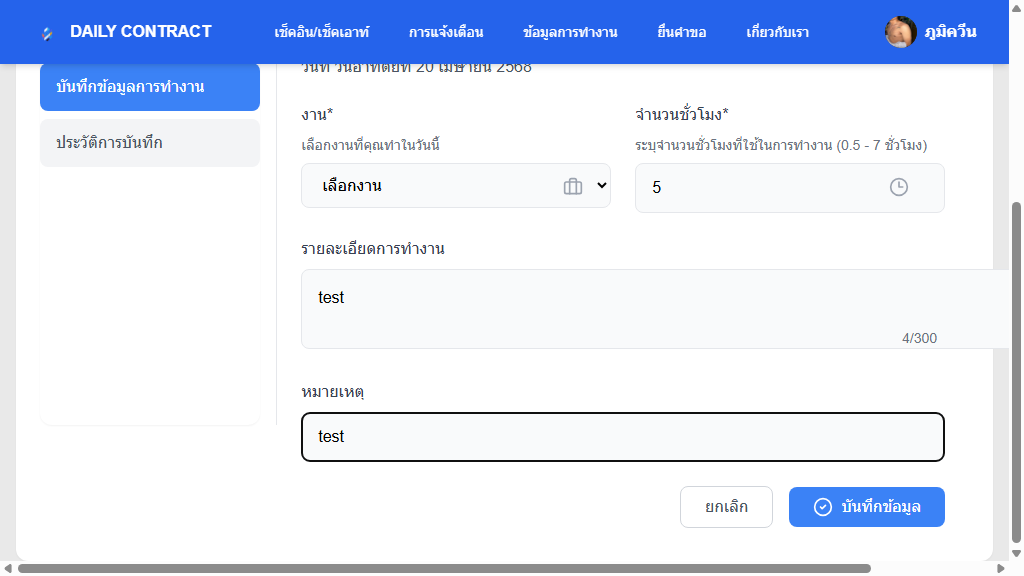 DAILY CONTRACT
เช็คอิน/เช็คเอาท์
การแจ้งเตือน
ข้อมูลการทำงาน
ยื่นคำขอ
เกี่ยวกับเรา
ภูมิควีน
บันทึกข้อมูลการทำงาน
ประวัติการบันทึก
วันที่ วันอาทิตย์ที่ 20 เมษายน 2568
งาน*
เลือกงานที่คุณทำในวันนี้
เลือกงาน
จำนวนชั่วโมง*
ระบุจำนวนชั่วโมงที่ใช้ในการทำงาน (0.5 - 7 ชั่วโมง)
5
รายละเอียดการทำงาน
test
4/300
หมายเหตุ
test
ยกเลิก
บันทึกข้อมูล